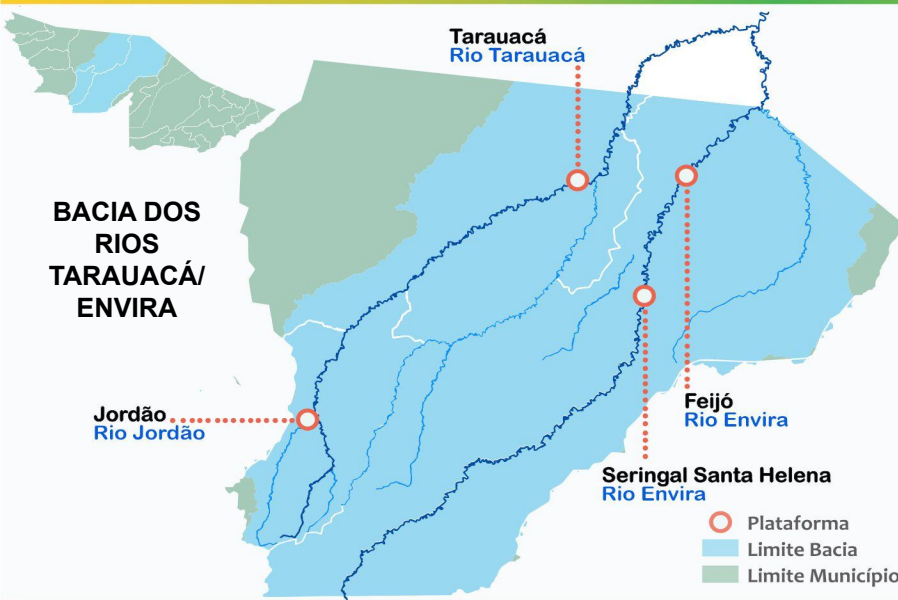 Tarauacá
Rio Tarauacá
BACIA DOS
RIOS
TARAUACÁ/
ENVIRA
Jordão
Rio Jordão
Feijó
Rio Envira
Seringal Santa Helena
Rio Envira
Plataforma
Limite Bacia
Limite Município